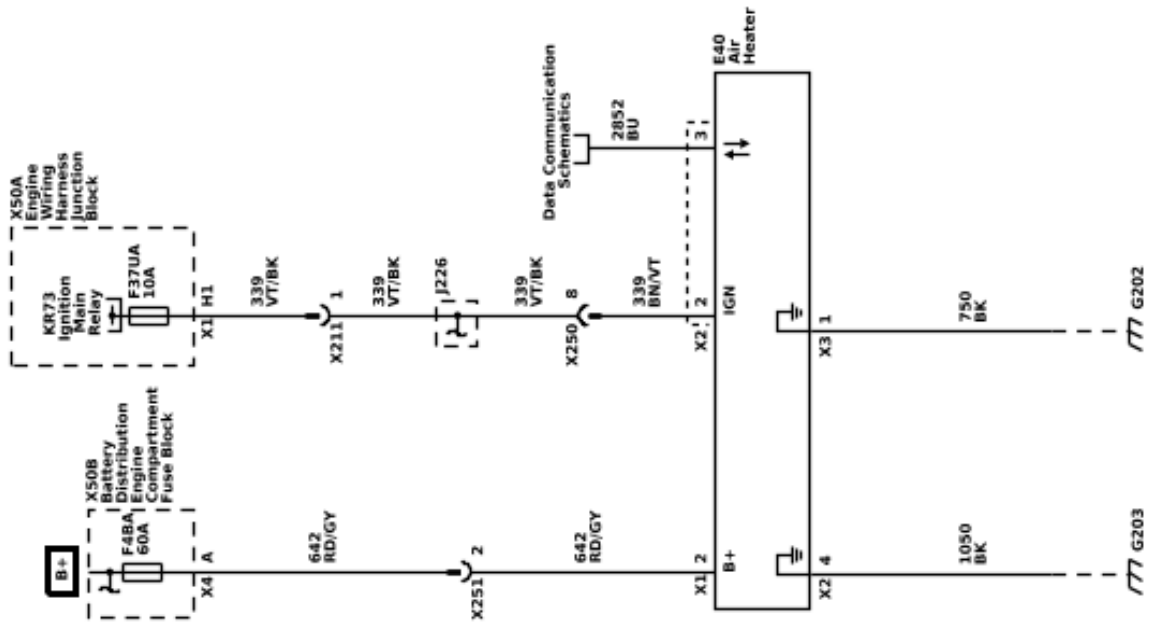 B+
X50B
Battery
Distribution
Engine
Compartment
Fuse Block
F48A
60A
X4
A
642
RD/GY
X251
2
642
RD/GY
X1
2
B+
X50A
Engine
Wiring
Harness
Junction
Block
KR73
Ignition
Main
Relay
F37UA
10A
X1
H1
339
VT/BK
X211
1
339
VT/BK
J226
339
VT/BK
X250
8
339
BN/VT
X2
2
IGN
Data Communication
Schematics
2852
BU
3
E40
Air
Heater
X2
4
1050
BK
G203
X3
1
750
BK
G202